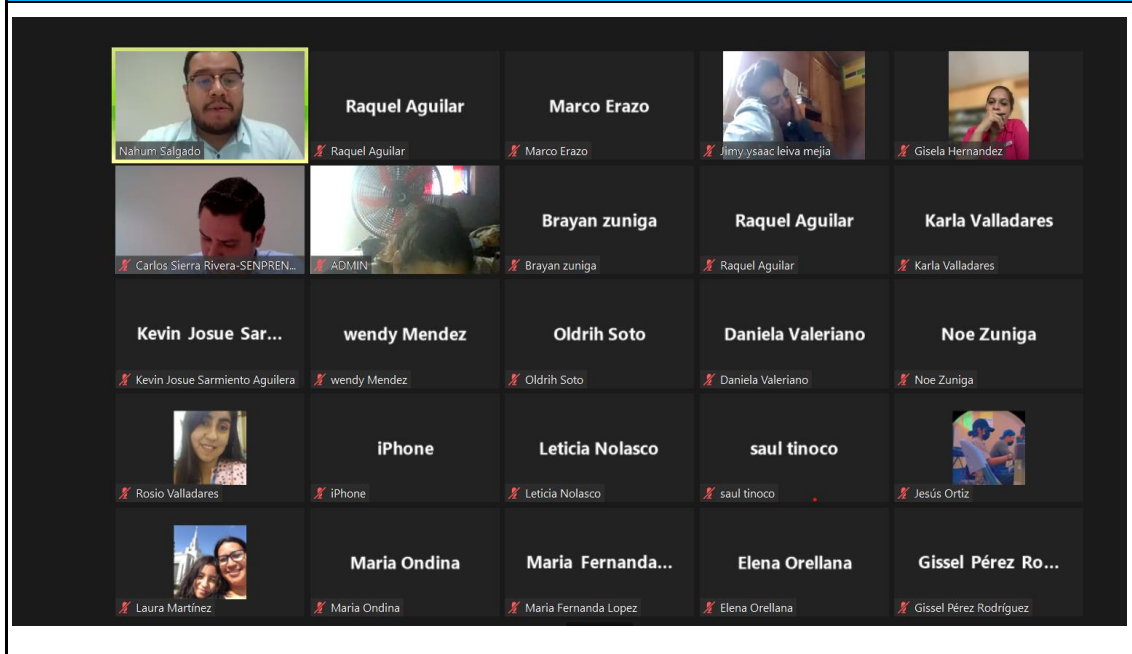 Nahum Salgado
Raquel Aguilar
Raquel Aguilar
Marco Erazo
Marco Erazo
Jimy ysaac leiva mejia
Gisela Hernandez
Carlos Sierra Rivera-SENPREN...
ADMIN
Brayan zuniga
Brayan zuniga
Raquel Aguilar
Raquel Aguilar
Karla Valladares
Karla Valladares
Kevin Josue Sar...
Kevin Josue Sarmiento Aguilera
wendy Mendez
wendy Mendez
Oldrih Soto
Oldrih Soto
Daniela Valeriano
Daniela Valeriano
Noe Zuniga
Noe Zuniga
Rosio Valladares
iPhone
iPhone
Leticia Nolasco
Leticia Nolasco
saul tinoco
saul tinoco
Jesús Ortiz
Laura Martínez
Maria Ondina
Maria Ondina
Maria Fernanda...
Maria Fernanda Lopez
Elena Orellana
Elena Orellana
Gissel Pérez Ro...
Gissel Pérez Rodríguez